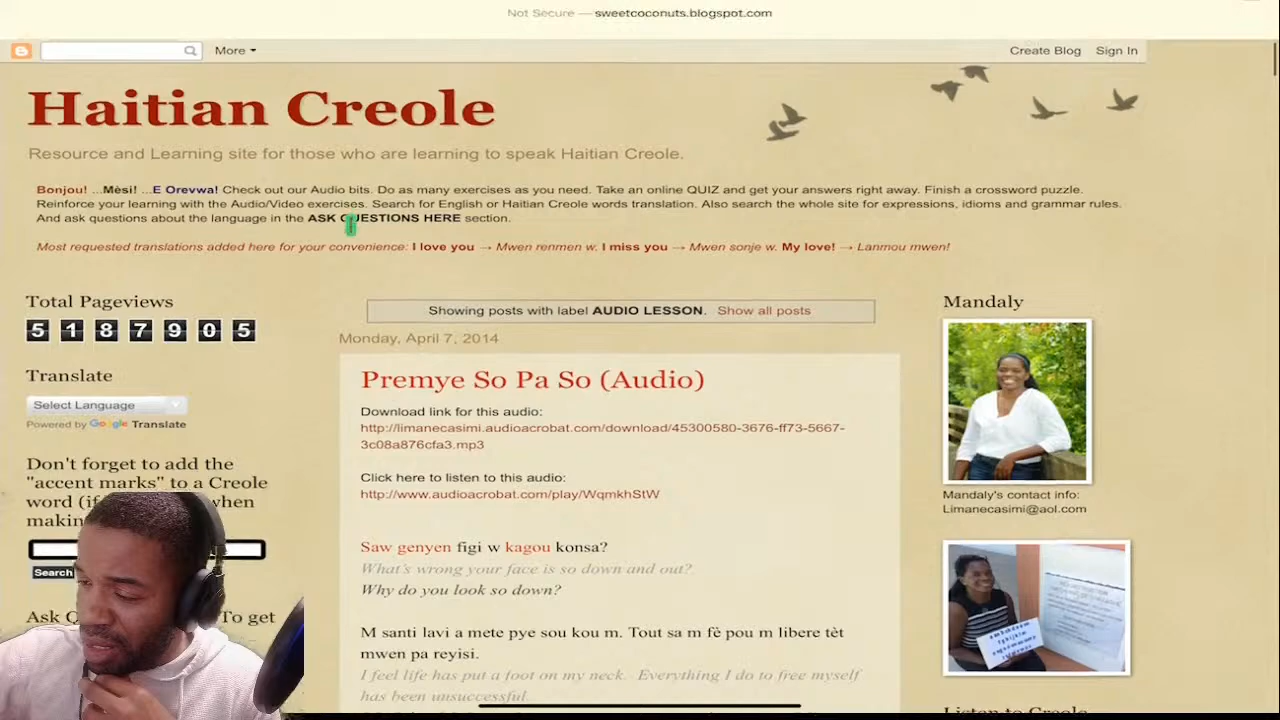 Not Secure — sweetcoconuts.blogspot.com
More
Create Blog
Sign In
Haitian Creole
Resource and Learning site for those who are learning to speak Haitian Creole.
Bonjou! ...Mèsi! ...E Orevwa! Check out our Audio bits. Do as many exercises as you need. Take an online QUIZ and get your answers right away. Finish a crossword puzzle.
Reinforce your learning with the Audio/Video exercises. Search for English or Haitian Creole words translation. Also search the whole site for expressions, idioms and grammar rules.
And ask questions about the language in the ASK QUESTIONS HERE section.
Most requested translations added here for your convenience: I love you → Mwen renmen w. I miss you → Mwen sonje w. My love! → Lanmou mwen!
Total Pageviews
5187905
Translate
Select Language
Powered by Google Translate
Don't forget to add the
"accent marks" to a Creole
word (if when
making
Search
Ask To get
Showing posts with label AUDIO LESSON. Show all posts
Monday, April 7, 2014
Premye So Pa So (Audio)
Download link for this audio:
http://limanecasimi.audioacrobat.com/download/45300580-3676-ff73-5667-
3c08a876cfa3.mp3
Click here to listen to this audio:
http://www.audioacrobat.com/play/WqmkhStW
Saw genyen figi w kagou konsa?
What's wrong your face is so down and out?.
Why do you look so down?
M santi lavi a mete pye sou kou m. Tout sa m fè pou m libere tèt
mwen pa reyisi.
I feel life has put a foot on my neck. Everything I do to free myself
has been unsuccessful.
Mandaly
Mandaly's contact info:
Limanecasimi@aol.com
Listen to Creole